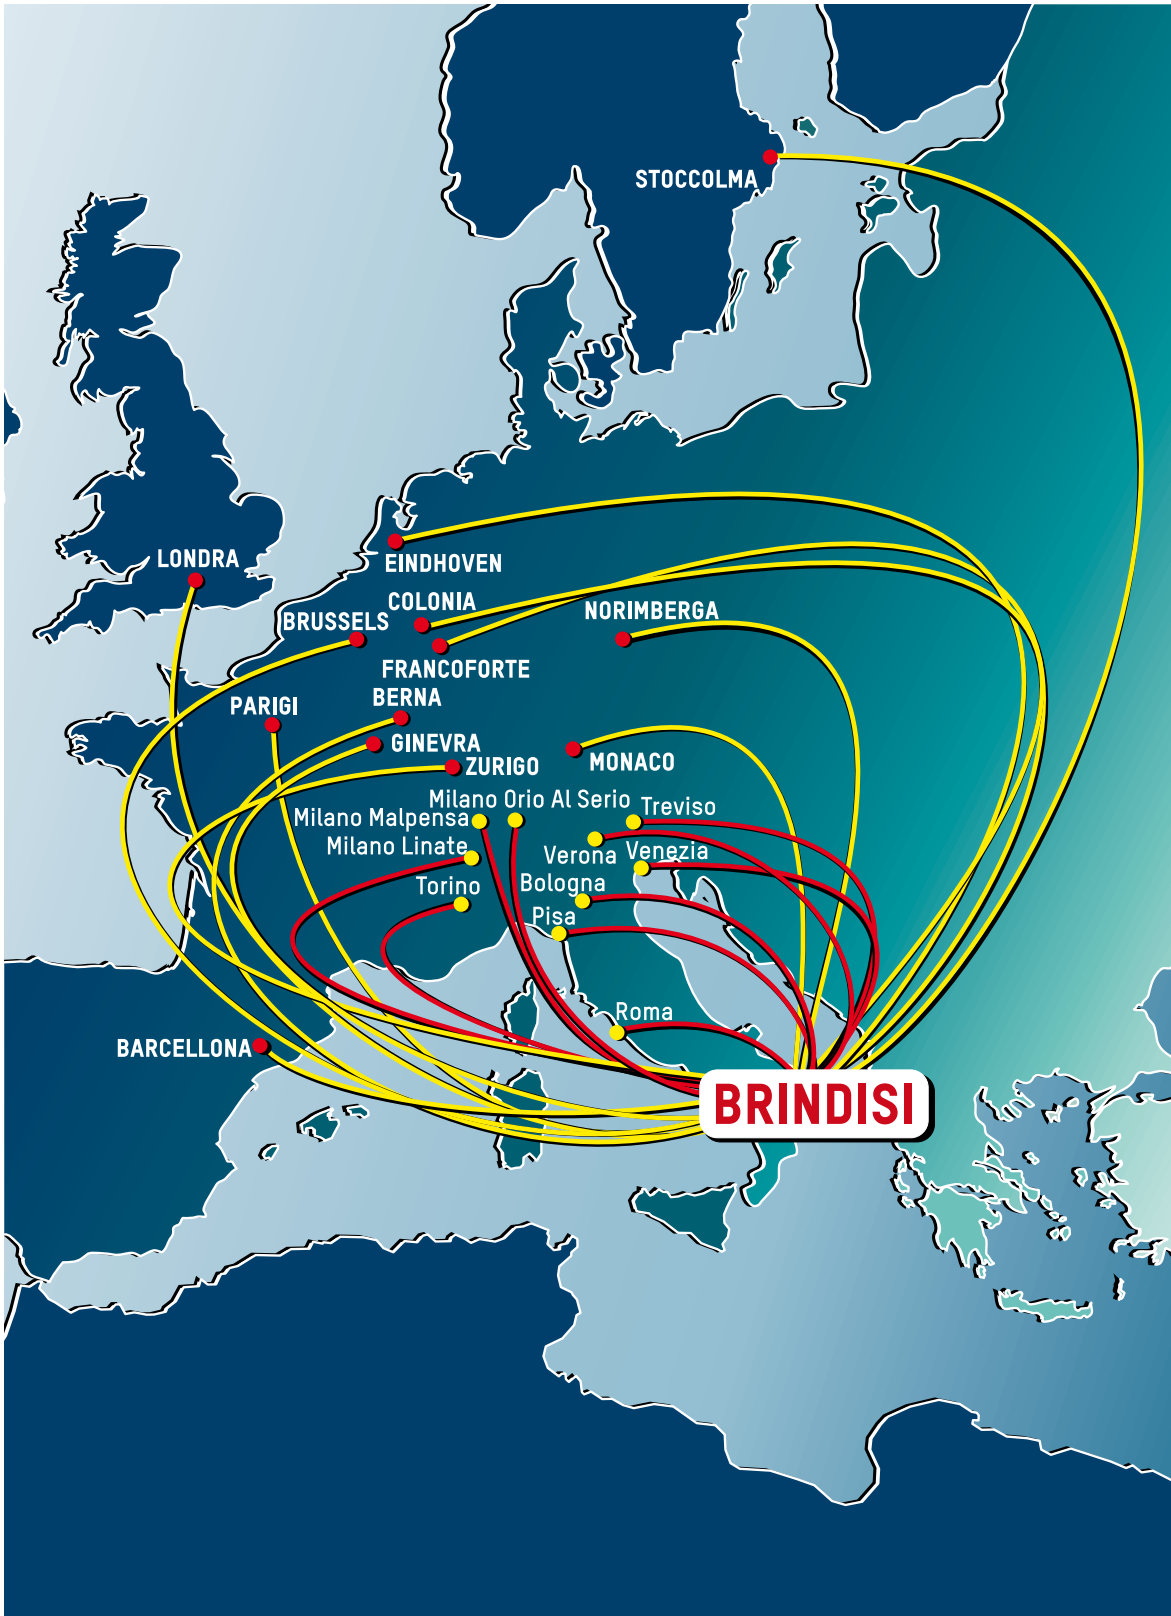 STOCCOLMA
LONDRA
EINDHOVEN
COLONIA
BRUSSELS
NORIMBERGA
FRANCOFORTE
BERNA
PARIGI
GINEVRA
MONACO
ZURIGO
Milano Orio Al Serio
Treviso
Milano Malpensa
Milano Linate
Verona
Venezia
Torino
Bologna
Pisa
Roma
BARCELLONA
BRINDISI